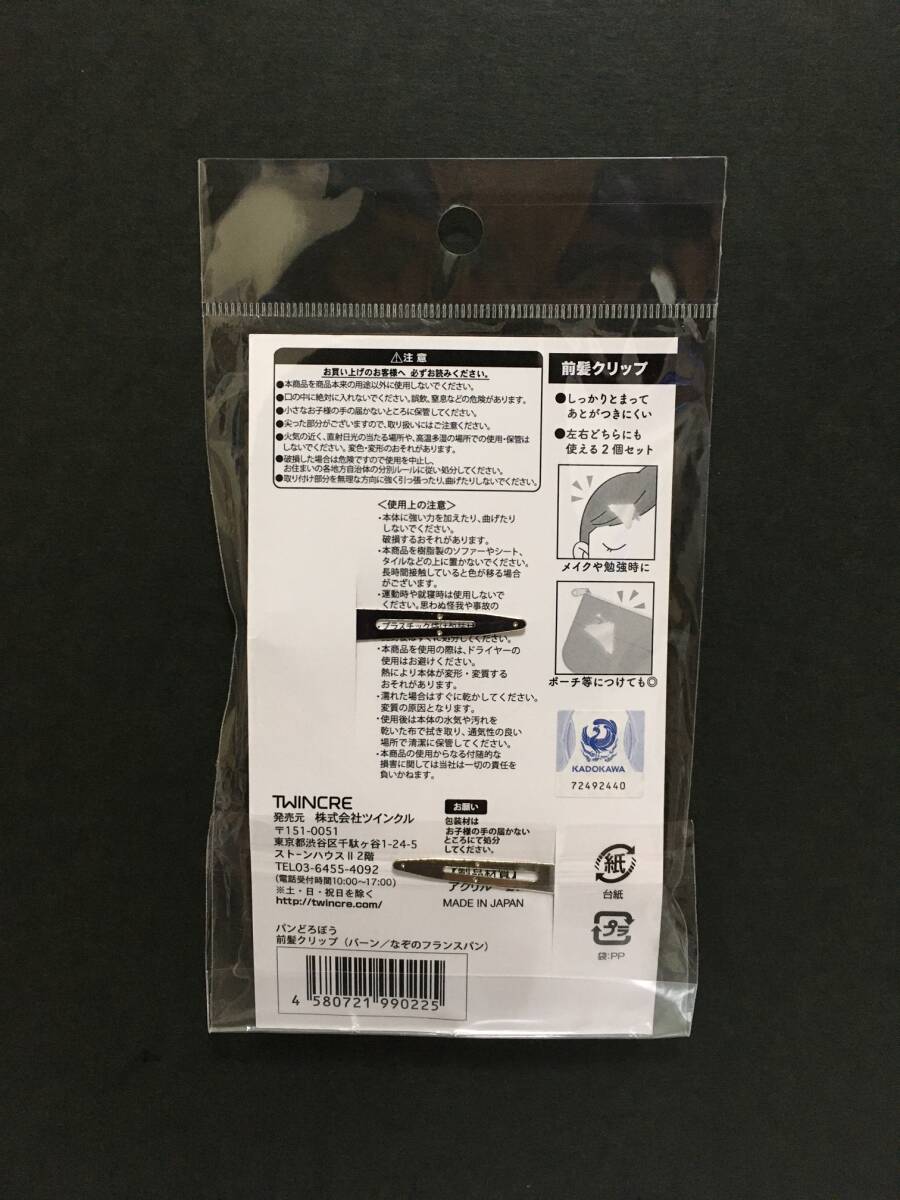 ⚠注意
お買い上げのお客様へ 必ずお読みください。
●本商品を商品本来の用途以外に使用しないでください。
●口の中に絶対に入れないでください。誤飲、窒息などの危険があります。
●小さなお子様の手の届かないところに保管してください。
●尖った部分がございますので、取り扱いにはご注意ください。
●火気の近く、直射日光の当たる場所や、高温多湿の場所での使用・保管は
しないでください。変色・変形のおそれがあります。
●破損した場合は危険ですので使用を中止し、
お住まいの各地方自治体の分別ルールに従い処分してください。
●取り付け部分を無理な方向に強く引っ張ったり、曲げたりしないでください。
＜使用上の注意＞
・本体に強い力を加えたり、曲げたり
しないでください。
破損するおそれがあります。
・本商品を樹脂製のソファーやシート、
タイルなどの上に置かないでください。
長時間接触していると色が移る場合
がございます。
・運動時や就寝時は使用しないで
ください。思わぬ怪我や事故の
・プラスチック
すぐに処分してください。
・本商品を使用の際は、ドライヤーの
使用はお避けください。
熱により本体が変形・変質する
おそれがあります。
・濡れた場合はすぐに乾かしてください。
変質の原因となります。
・使用後は本体の水気や汚れを
乾いた布で拭き取り、通気性の良い
場所で清潔に保管してください。
・本商品の使用からなる付随的な
損害に関しては当社は一切の責任を
負いかねます。
前髪クリップ
●しっかりとまって
あとがつきにくい
●左右どちらにも
使える2個セット
メイクや勉強時に
ポーチ等につけても◎
KADOKAWA
72492440
TWINCRE
発売元 株式会社ツインクル
〒151-0051
東京都渋谷区千駄ヶ谷1-24-5
ストーンハウスⅡ2階
TEL03-6455-4092
(電話受付時間10:00〜17:00)
※土・日・祝日を除く
http://twincre.com/
お願い
包装材は
お子様の手の届かない
ところにて処分
してください。
【製品材質】
アクリル
MADE IN JAPAN
紙
台紙
プラ
袋:PP
パンどろぼう
前髪クリップ（バーン／なぞのフランスパン）
4 580721 990225